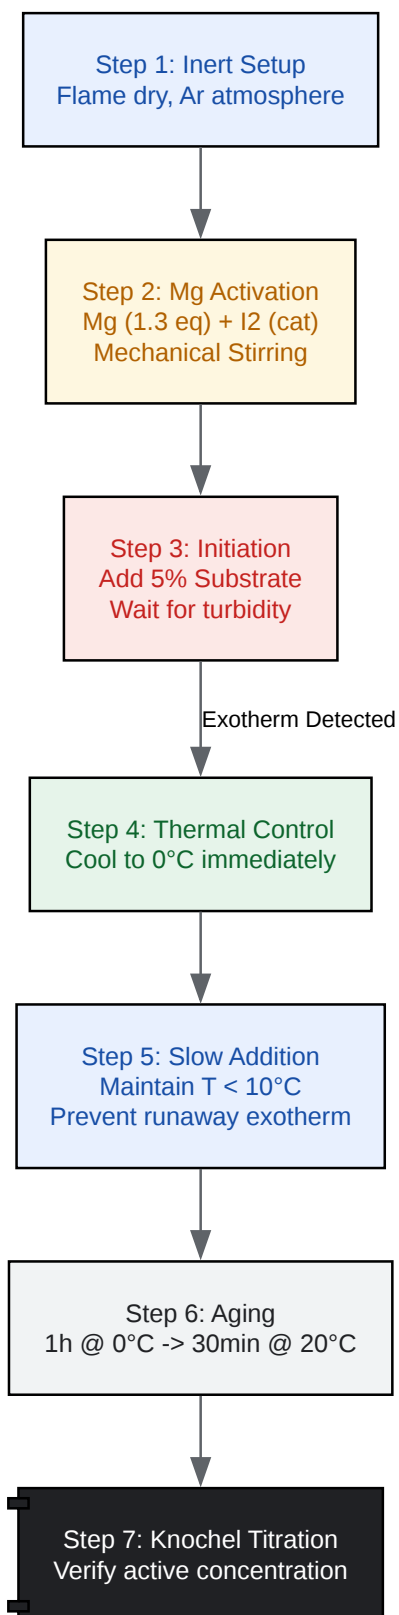 Step 1: Inert Setup
Flame dry, Ar atmosphere
Step 2: Mg Activation
Mg (1.3 eq) + I2 (cat)
Mechanical Stirring
Step 3: Initiation
Add 5% Substrate
Wait for turbidity
Exotherm Detected
Step 4: Thermal Control
Cool to 0°C immediately
Step 5: Slow Addition
Maintain T < 10°C
Prevent runaway exotherm
Step 6: Aging
1h @ 0°C -> 30min @ 20°C
Step 7: Knochel Titration
Verify active concentration